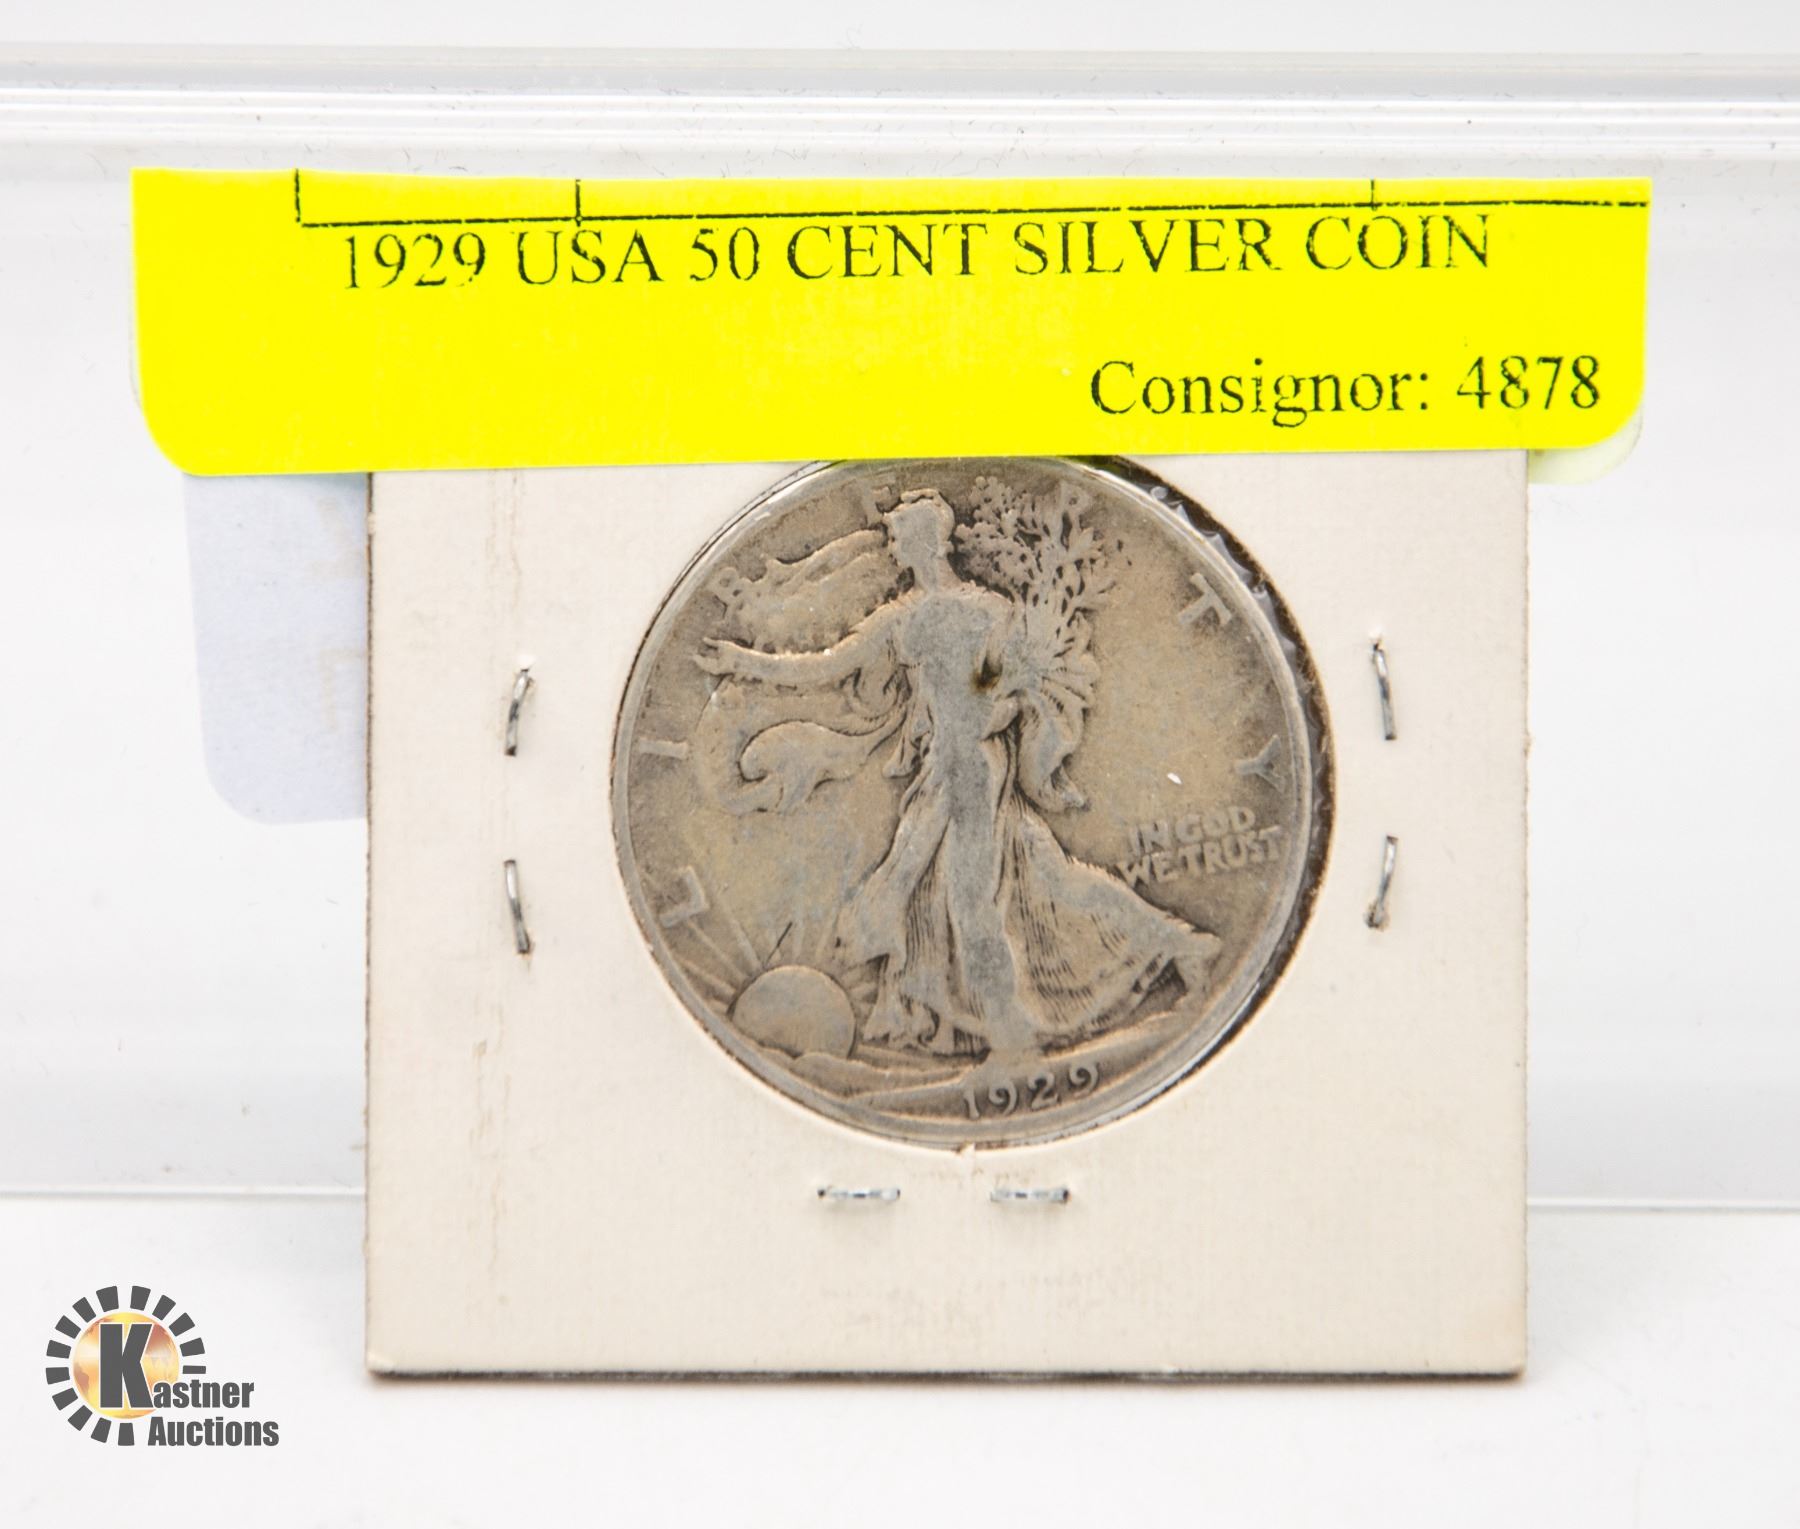 1929 USA 50 CENT SILVER COIN
Consignor: 4878
LIBERTY
IN GOD
WE TRUST
1929
Kastner
Auctions